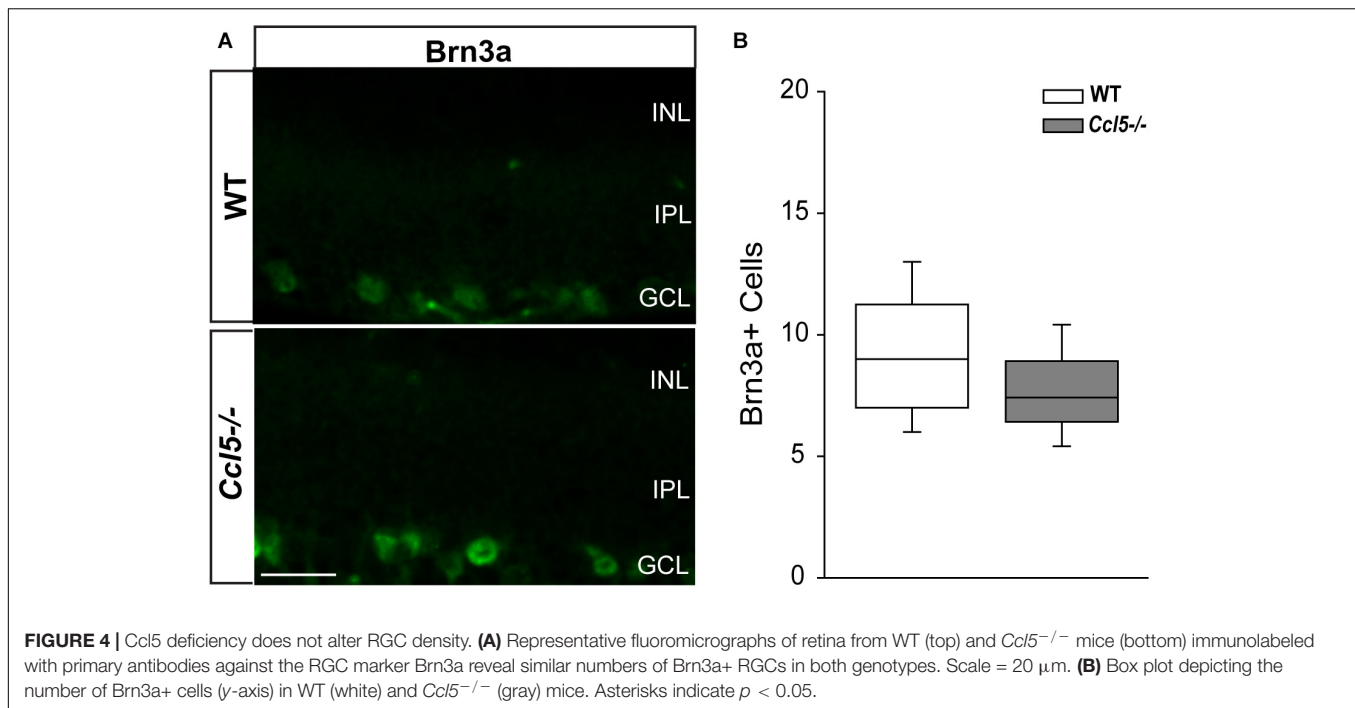 A
Brn3a
WT
INL
IPL
GCL
Ccl5-/-
INL
IPL
GCL
B
WT
Ccl5-/-
Brn3a+ Cells
20
15
10
5
0
FIGURE 4 | Ccl5 deficiency does not alter RGC density. (A) Representative fluoromicrographs of retina from WT (top) and Ccl5−/− mice (bottom) immunolabeled
with primary antibodies against the RGC marker Brn3a reveal similar numbers of Brn3a+ RGCs in both genotypes. Scale = 20 μm. (B) Box plot depicting the
number of Brn3a+ cells (y-axis) in WT (white) and Ccl5−/− (gray) mice. Asterisks indicate p < 0.05.